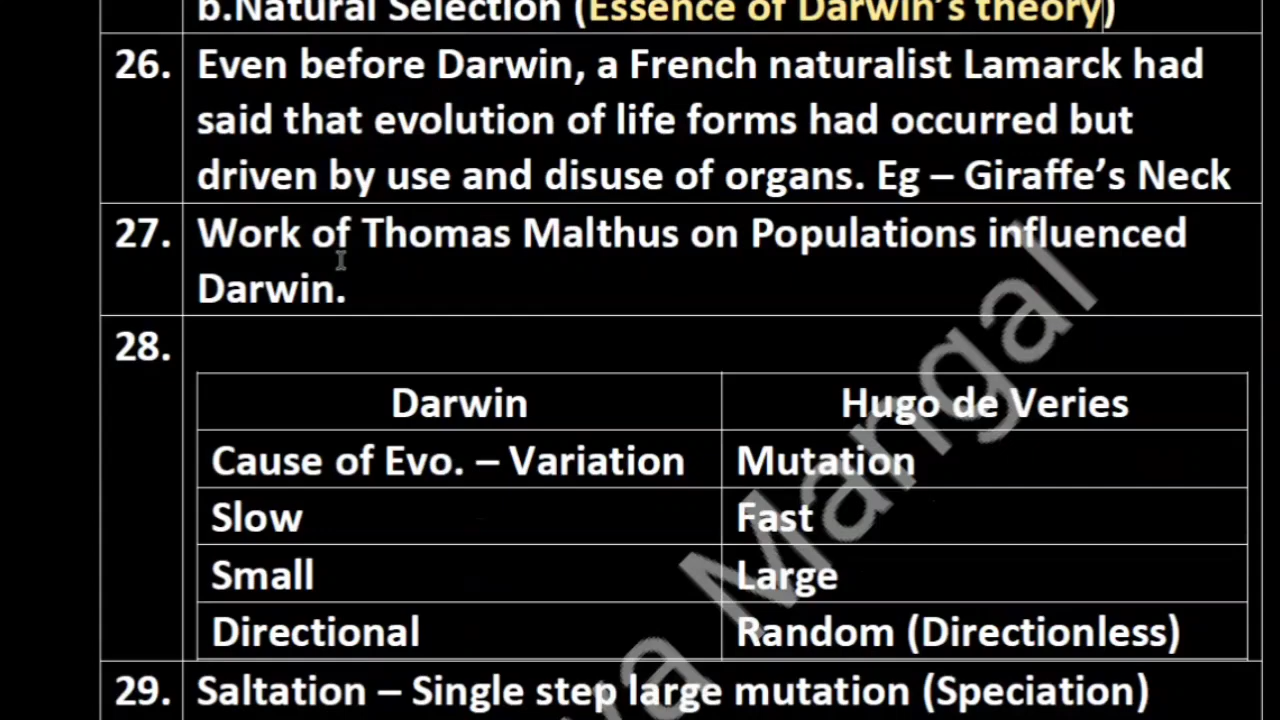 b.Natural Selection (Essence of Darwin's theory)
26. Even before Darwin, a French naturalist Lamarck had
said that evolution of life forms had occurred but
driven by use and disuse of organs. Eg – Giraffe's Neck
27. Work of Thomas Malthus on Populations influenced
Darwin.
28.
Darwin Hugo de Veries
Cause of Evo. – Variation Mutation
Slow Fast
Small Large
Directional Random (Directionless)
29. Saltation – Single step large mutation (Speciation)
Mangal